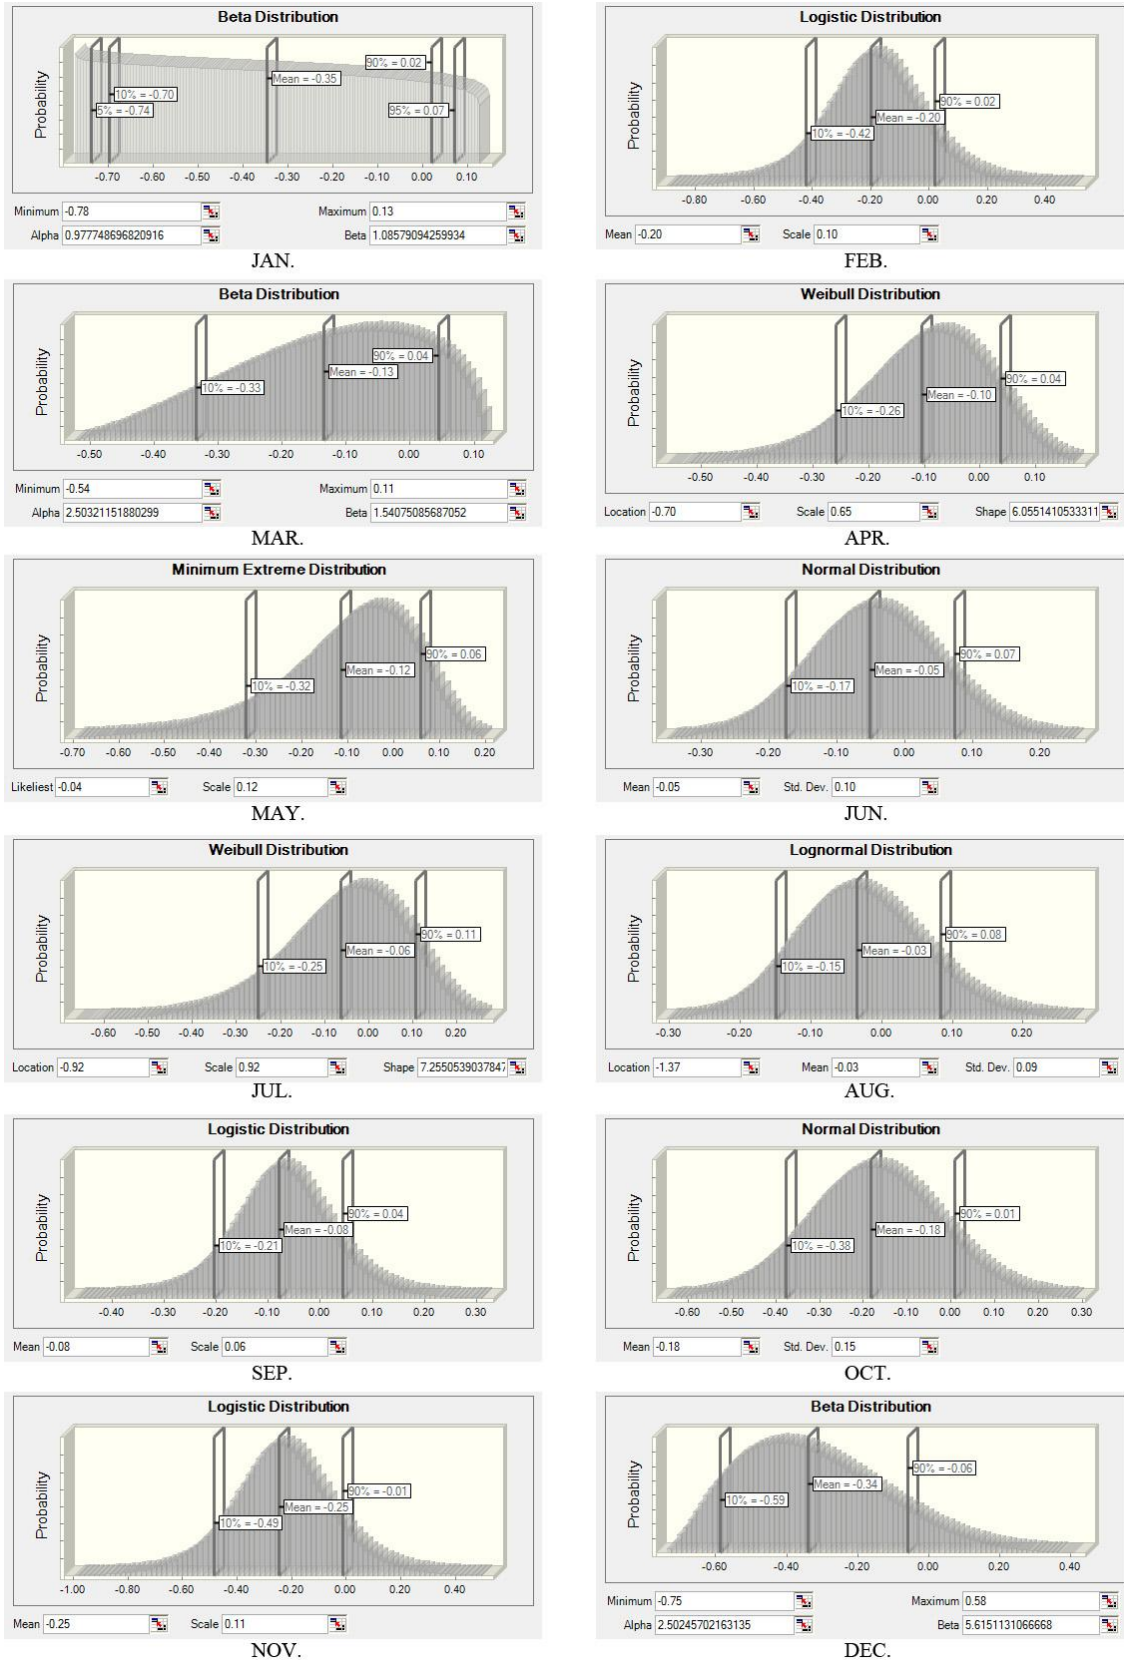 Beta Distribution
Probability
90% = 0.02
Mean = -0.35
10% = -0.70
5% = -0.74
95% = 0.07
-0.70 -0.60 -0.50 -0.40 -0.30 -0.20 -0.10 0.00 0.10
Minimum -0.78 Maximum 0.13
Alpha 0.977748696820916 Beta 1.08579094259934
JAN.
Logistic Distribution
Probability
90% = 0.02
Mean = -0.20
10% = -0.42
-0.80 -0.60 -0.40 -0.20 0.00 0.20 0.40
Mean -0.20 Scale 0.10
FEB.
Beta Distribution
Probability
90% = 0.04
Mean = -0.13
10% = -0.33
-0.50 -0.40 -0.30 -0.20 -0.10 0.00 0.10
Minimum -0.54 Maximum 0.11
Alpha 2.50321151880299 Beta 1.54075085687052
MAR.
Weibull Distribution
Probability
90% = 0.04
Mean = -0.10
10% = -0.26
-0.50 -0.40 -0.30 -0.20 -0.10 0.00 0.10
Location -0.70 Scale 0.65 Shape 6.0551410533311
APR.
Minimum Extreme Distribution
Probability
90% = 0.06
Mean = -0.12
10% = -0.32
-0.70 -0.60 -0.50 -0.40 -0.30 -0.20 -0.10 0.00 0.10 0.20
Likeliest -0.04 Scale 0.12
MAY.
Normal Distribution
Probability
90% = 0.07
Mean = -0.05
10% = -0.17
-0.30 -0.20 -0.10 0.00 0.10 0.20
Mean -0.05 Std. Dev. 0.10
JUN.
Weibull Distribution
Probability
90% = 0.11
Mean = -0.06
10% = -0.25
-0.60 -0.50 -0.40 -0.30 -0.20 -0.10 0.00 0.10 0.20
Location -0.92 Scale 0.92 Shape 7.2550539037847
JUL.
Lognormal Distribution
Probability
90% = 0.08
Mean = -0.03
10% = -0.15
-0.30 -0.20 -0.10 0.00 0.10 0.20
Location -1.37 Mean -0.03 Std. Dev. 0.09
AUG.
Logistic Distribution
Probability
90% = 0.04
Mean = -0.08
10% = -0.21
-0.40 -0.30 -0.20 -0.10 0.00 0.10 0.20 0.30
Mean -0.08 Scale 0.06
SEP.
Normal Distribution
Probability
90% = 0.01
Mean = -0.18
10% = -0.38
-0.60 -0.50 -0.40 -0.30 -0.20 -0.10 0.00 0.10 0.20 0.30
Mean -0.18 Std. Dev. 0.15
OCT.
Logistic Distribution
Probability
90% = -0.01
Mean = -0.25
10% = -0.49
-1.00 -0.80 -0.60 -0.40 -0.20 0.00 0.20 0.40
Mean -0.25 Scale 0.11
NOV.
Beta Distribution
Probability
90% = -0.06
Mean = -0.34
10% = -0.59
-0.60 -0.40 -0.20 0.00 0.20 0.40
Minimum -0.75 Maximum 0.58
Alpha 2.50245702163135 Beta 5.6151131066668
DEC.